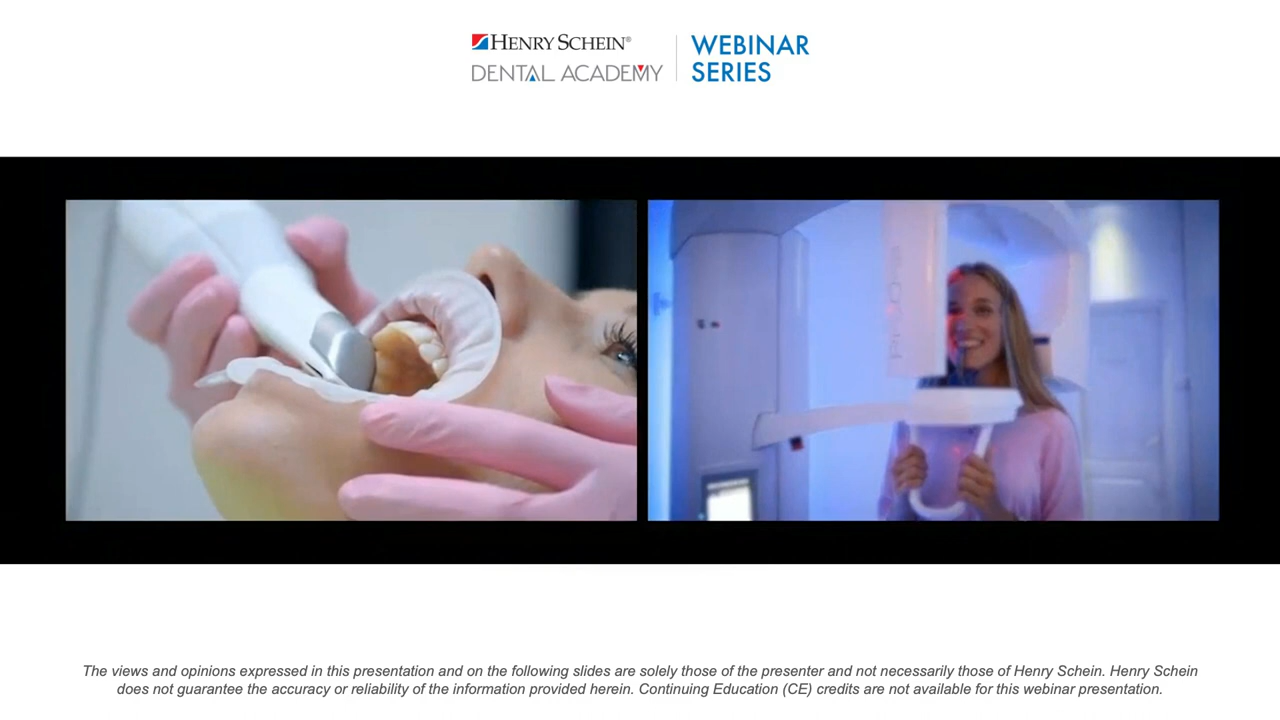 HENRY SCHEIN®
DENTAL ACADEMY
WEBINAR
SERIES
The views and opinions expressed in this presentation and on the following slides are solely those of the presenter and not necessarily those of Henry Schein. Henry Schein
does not guarantee the accuracy or reliability of the information provided herein. Continuing Education (CE) credits are not available for this webinar presentation.